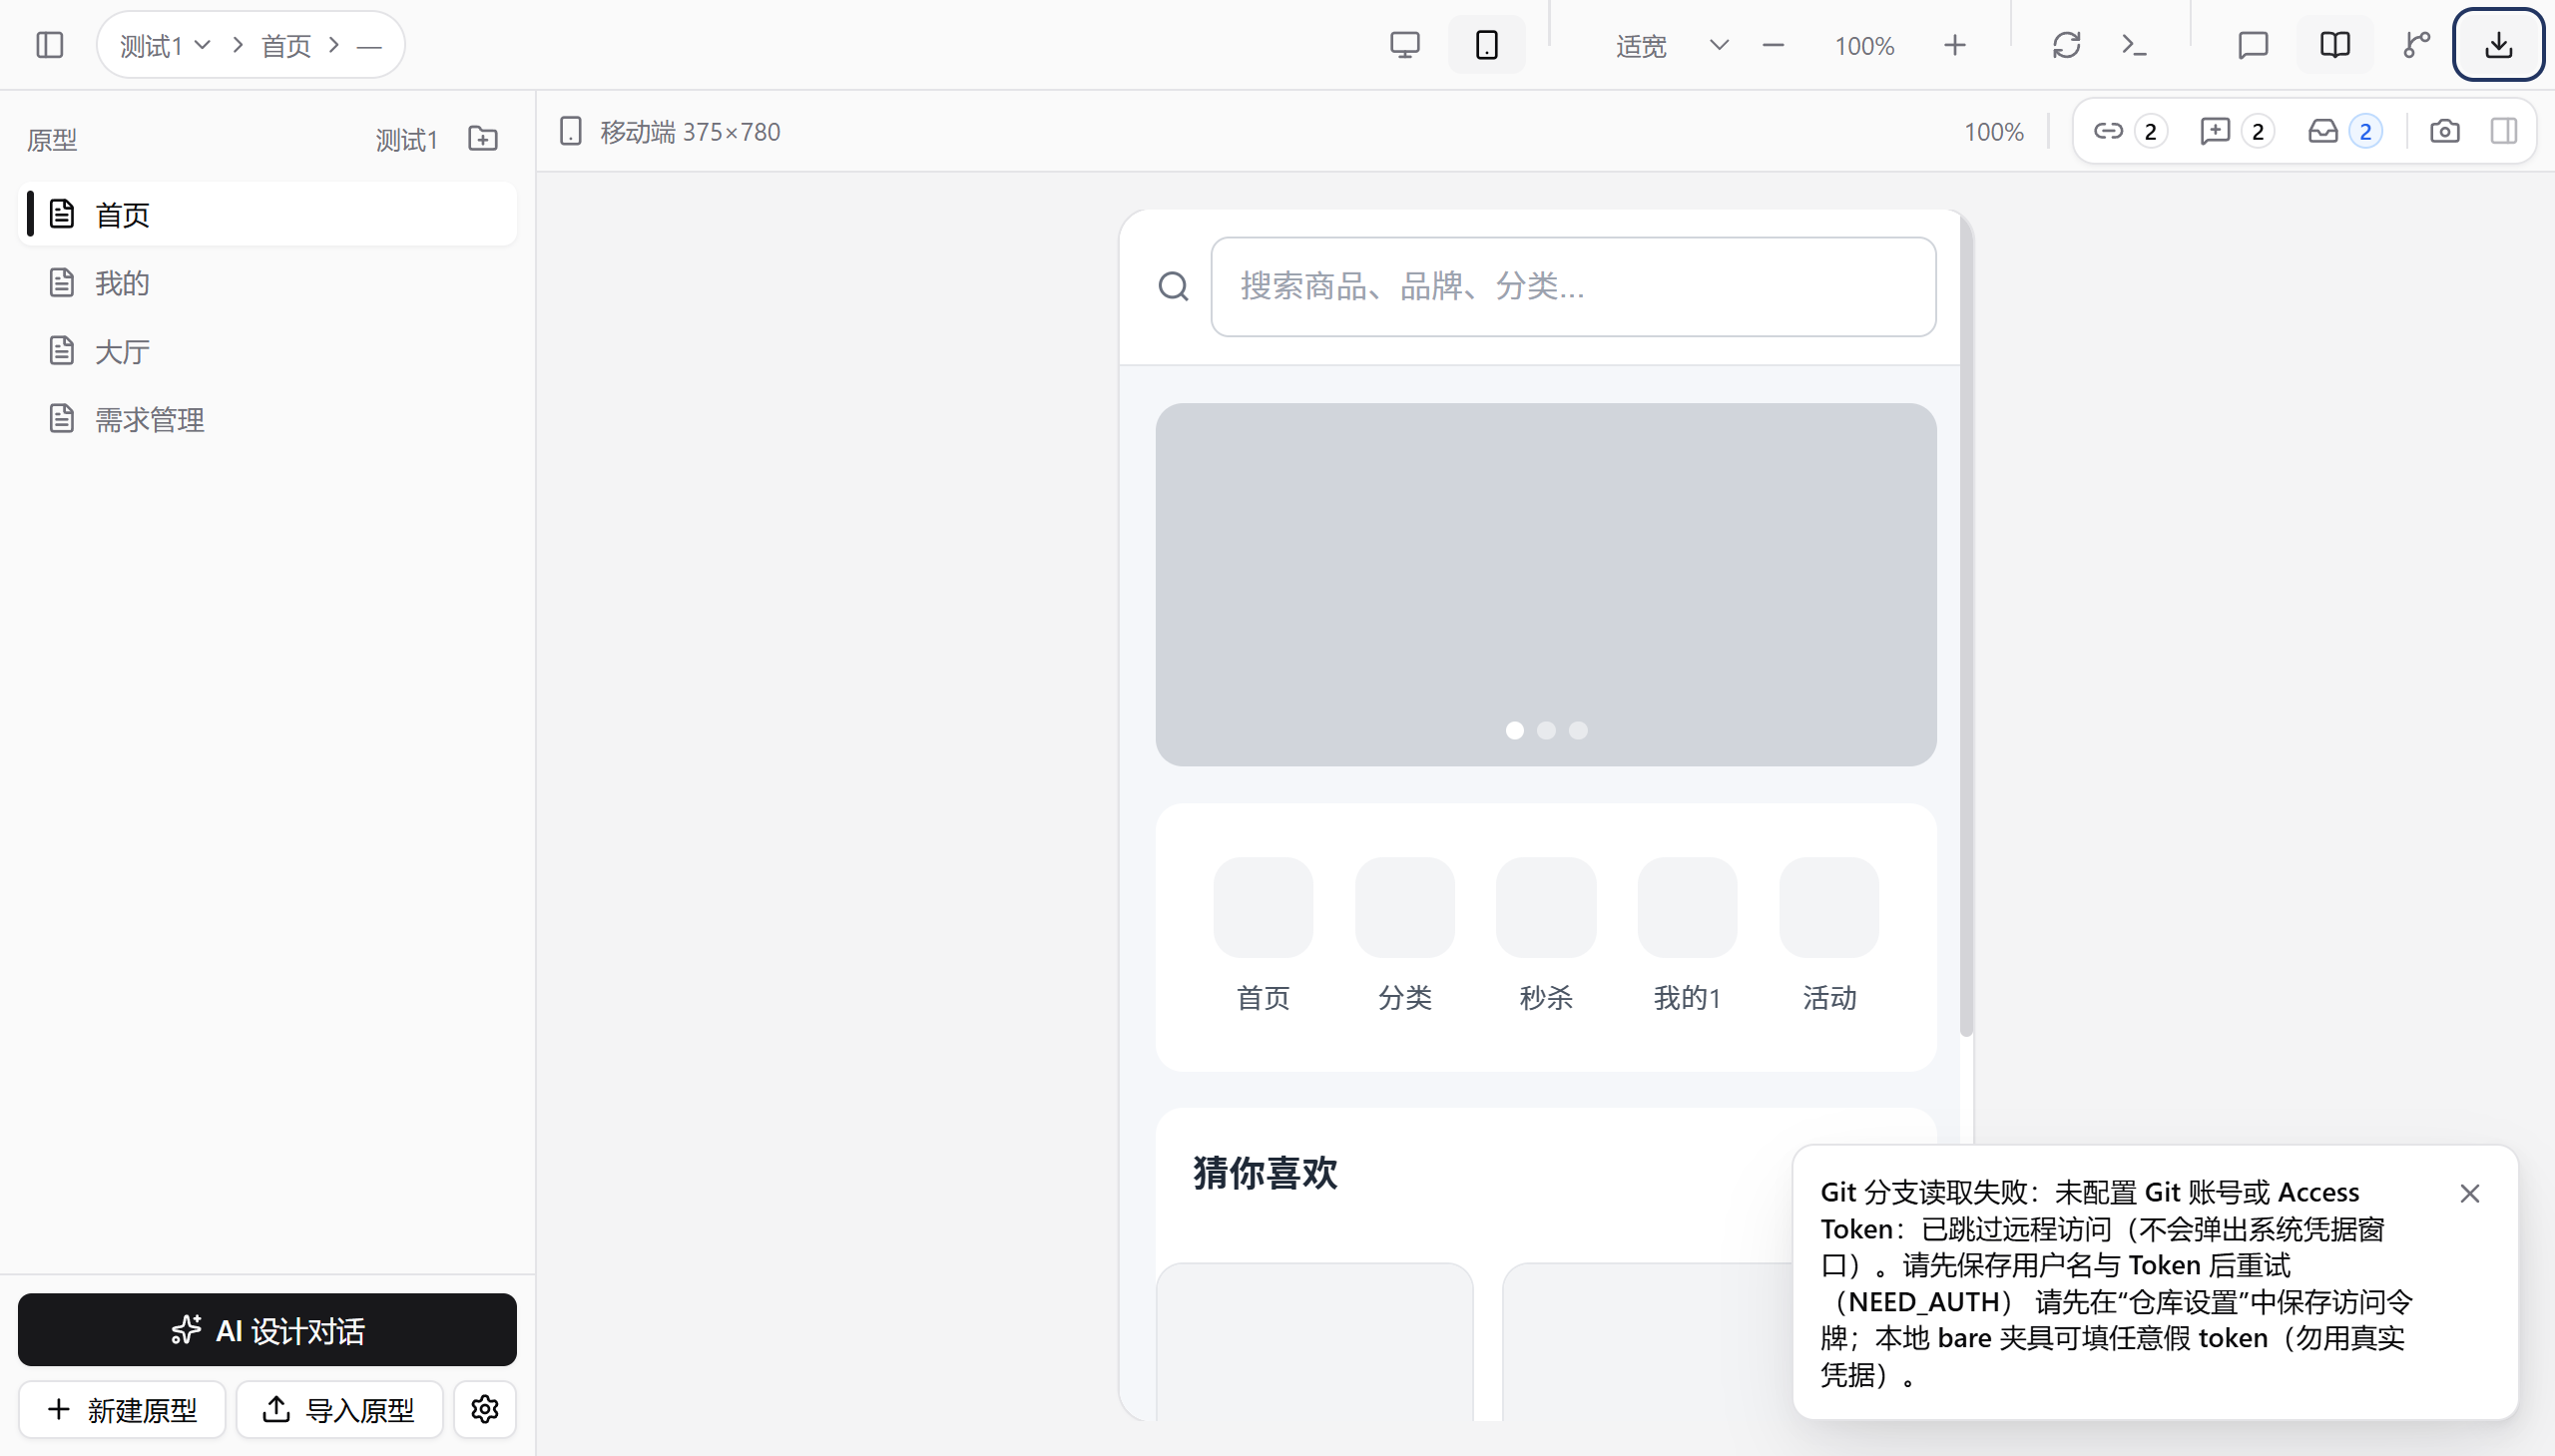 测试1 首页 —
适宽 100%
原型 测试1
首页
我的
大厅
需求管理
AI 设计对话
新建原型 导入原型
移动端 375×780
100% 2 2 2
搜索商品、品牌、分类...
首页 分类 秒杀 我的1 活动
猜你喜欢
Git 分支读取失败：未配置 Git 账号或 Access
Token：已跳过远程访问（不会弹出系统凭据窗
口）。请先保存用户名与 Token 后重试
（NEED_AUTH） 请先在“仓库设置”中保存访问令
牌；本地 bare 夹具可填任意假 token（勿用真实
凭据）。